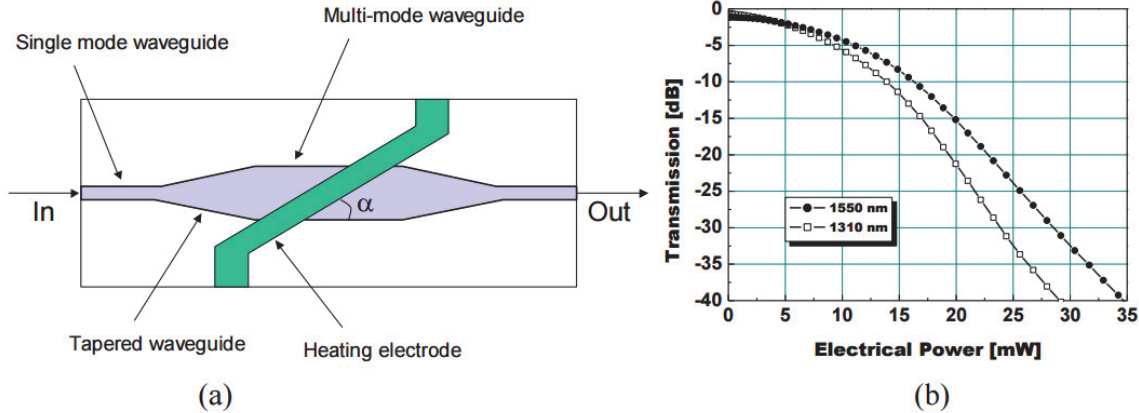 Multi-mode waveguide
Single mode waveguide
In
α
Out
Tapered waveguide
Heating electrode
(a)
Transmission [dB]
0
-5
-10
-15
-20
-25
-30
-35
-40
1550 nm
1310 nm
0 5 10 15 20 25 30 35
Electrical Power [mW]
(b)